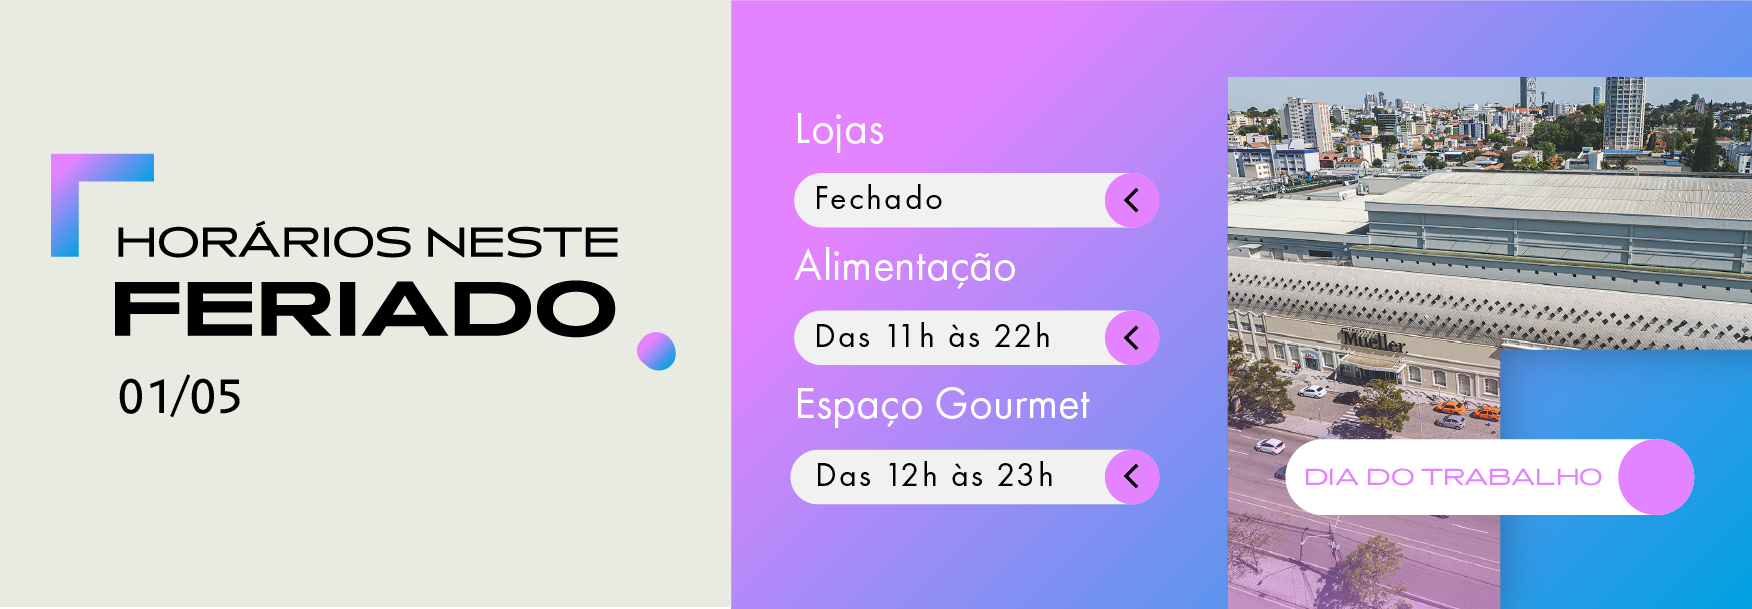 HORÁRIOS NESTE
FERIADO
01/05
Lojas
Fechado
Alimentação
Das 11h às 22h
Espaço Gourmet
Das 12h às 23h
Mueller
DIA DO TRABALHO